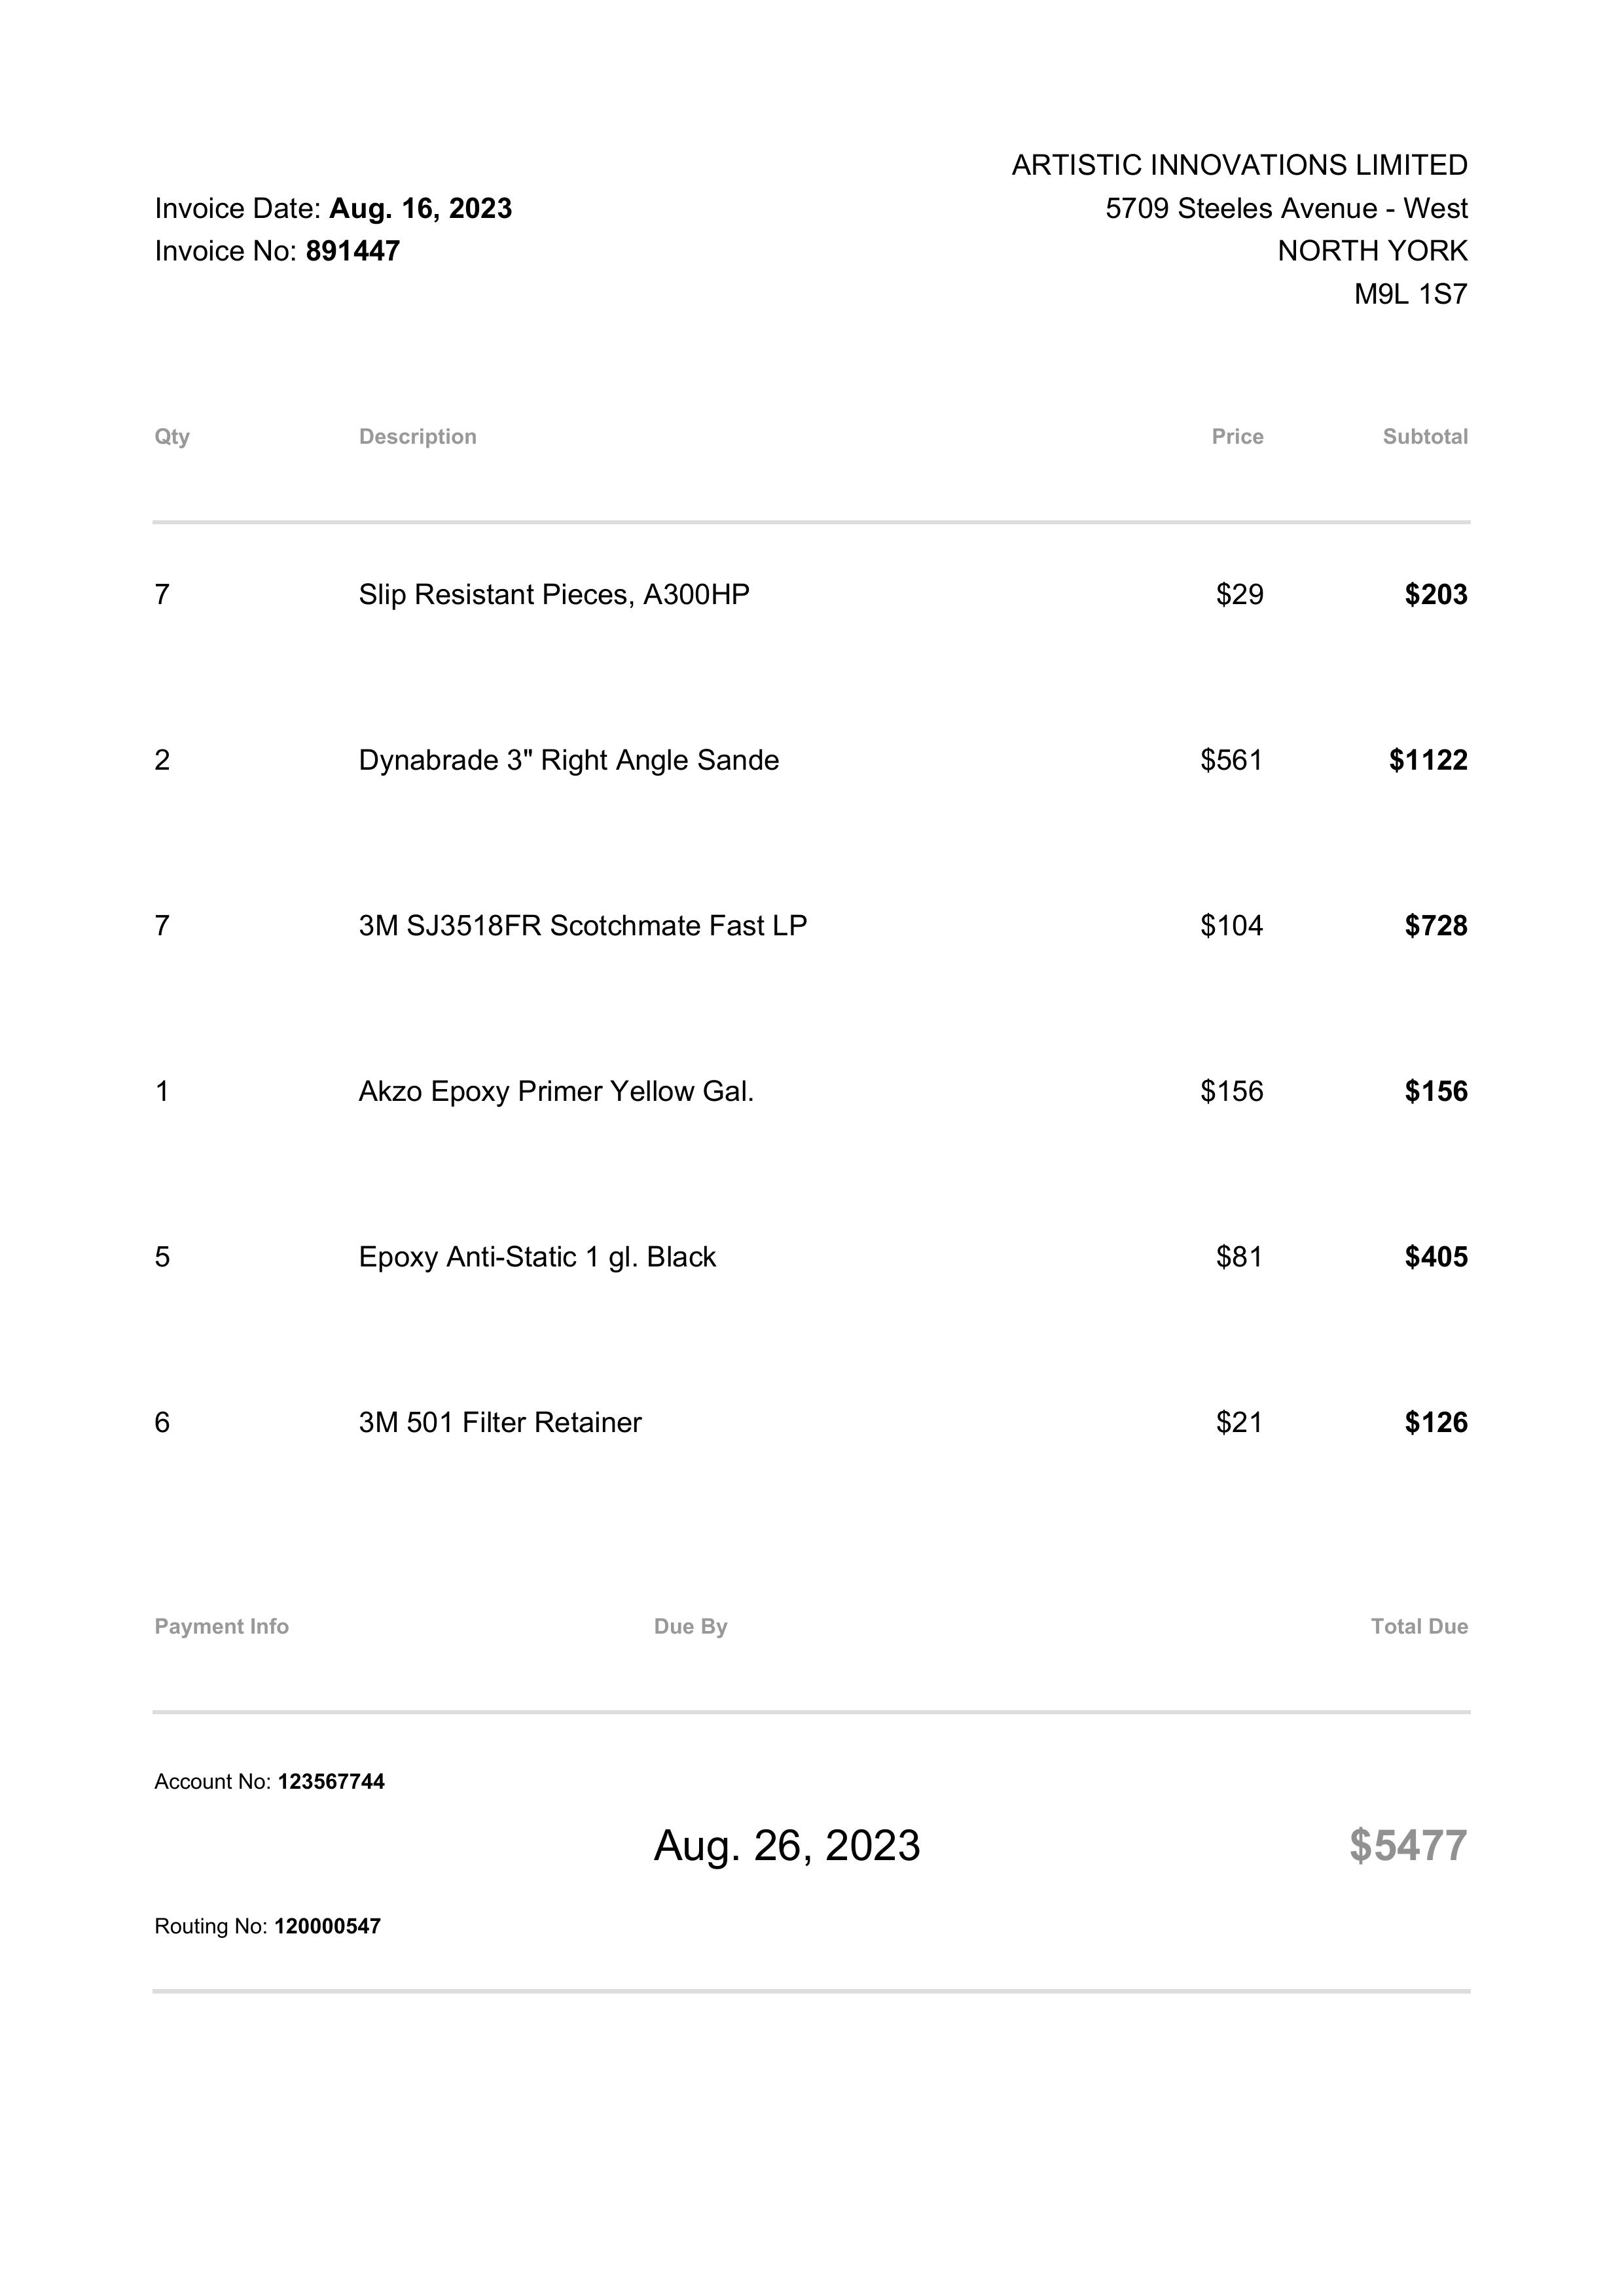 ARTISTIC INNOVATIONS LIMITED
Invoice Date: Aug. 16, 2023 5709 Steeles Avenue - West
Invoice No: 891447 NORTH YORK
M9L 1S7
Qty Description Price Subtotal
7 Slip Resistant Pieces, A300HP $29 $203
2 Dynabrade 3" Right Angle Sande $561 $1122
7 3M SJ3518FR Scotchmate Fast LP $104 $728
1 Akzo Epoxy Primer Yellow Gal. $156 $156
5 Epoxy Anti-Static 1 gl. Black $81 $405
6 3M 501 Filter Retainer $21 $126
Payment Info Due By Total Due
Account No: 123567744
Aug. 26, 2023 $5477
Routing No: 120000547